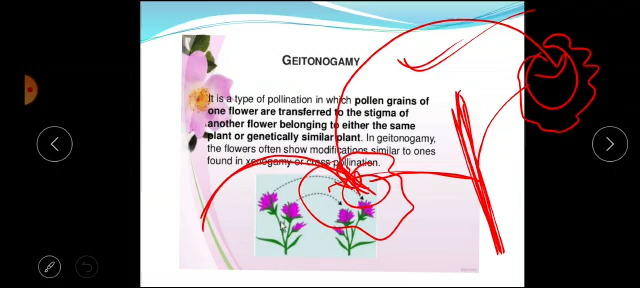 GEITONOGAMY
It is a type of pollination in which pollen grains of
one flower are transferred to the stigma of
another flower belonging to either the same
plant or genetically similar plant. In geitonogamy,
the flowers often show modifications similar to ones
found in xenogamy or cross-pollination.